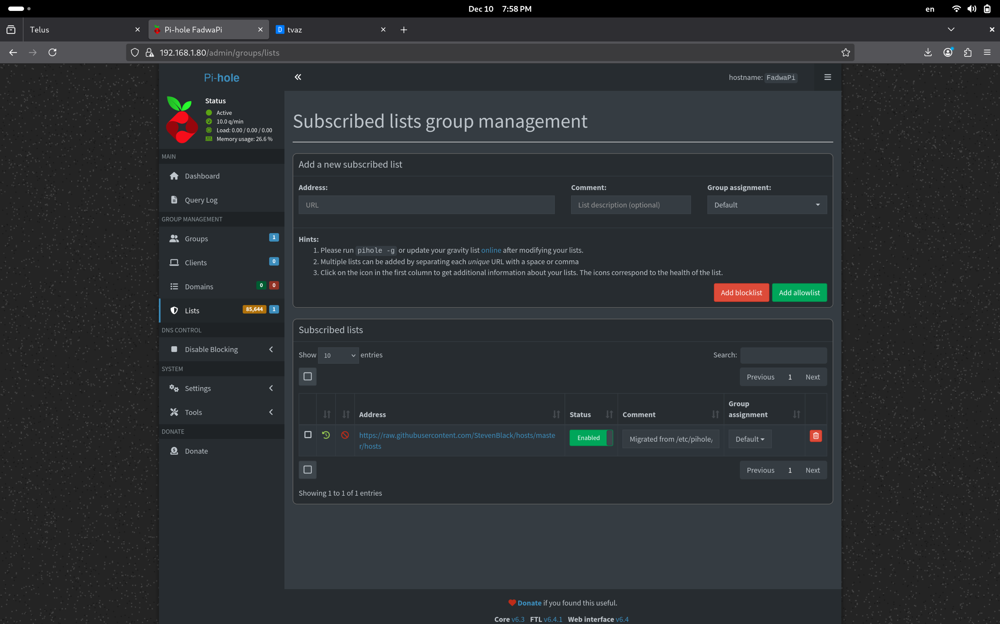 Dec 10 7:58 PM
en
Telus
Pi-hole FadwaPi
D tvaz
192.168.1.80/admin/groups/lists
Pi-hole
hostname: FadwaPi
Status
Active
10.0 q/min
Load: 0.00 / 0.00 / 0.00
Memory usage: 26.6 %
MAIN
Dashboard
Query Log
GROUP MANAGEMENT
Groups 1
Clients 0
Domains 0 0
Lists 85,644 1
DNS CONTROL
Disable Blocking
SYSTEM
Settings
Tools
DONATE
Donate
Subscribed lists group management
Add a new subscribed list
Address: Comment: Group assignment:
URL List description (optional) Default
Hints:
1. Please run pihole -g or update your gravity list online after modifying your lists.
2. Multiple lists can be added by separating each unique URL with a space or comma
3. Click on the icon in the first column to get additional information about your lists. The icons correspond to the health of the list.
Add blocklist Add allowlist
Subscribed lists
Show 10 entries Search:
Previous 1 Next
Address Status Comment Group
assignment
https://raw.githubusercontent.com/StevenBlack/hosts/maste
r/hosts
Enabled Migrated from /etc/pihole/ Default
Previous 1 Next
Showing 1 to 1 of 1 entries
Donate if you found this useful.
Core v6.3 FTL v6.4.1 Web interface v6.4